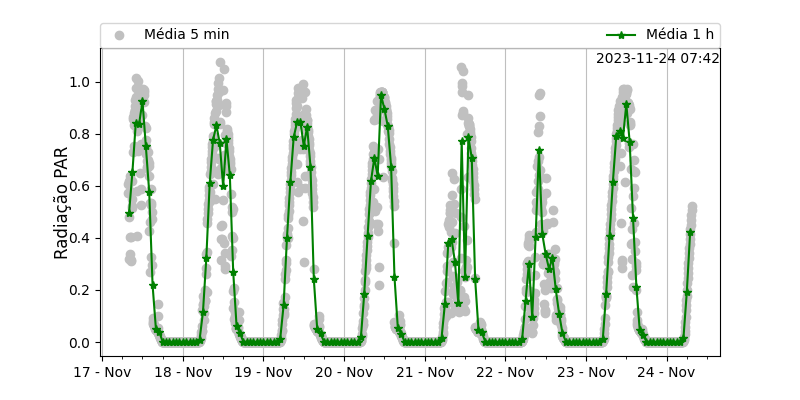 Média 5 min
Média 1 h
2023-11-24 07:42
Radiação PAR
1.0
0.8
0.6
0.4
0.2
0.0
17 - Nov
18 - Nov
19 - Nov
20 - Nov
21 - Nov
22 - Nov
23 - Nov
24 - Nov